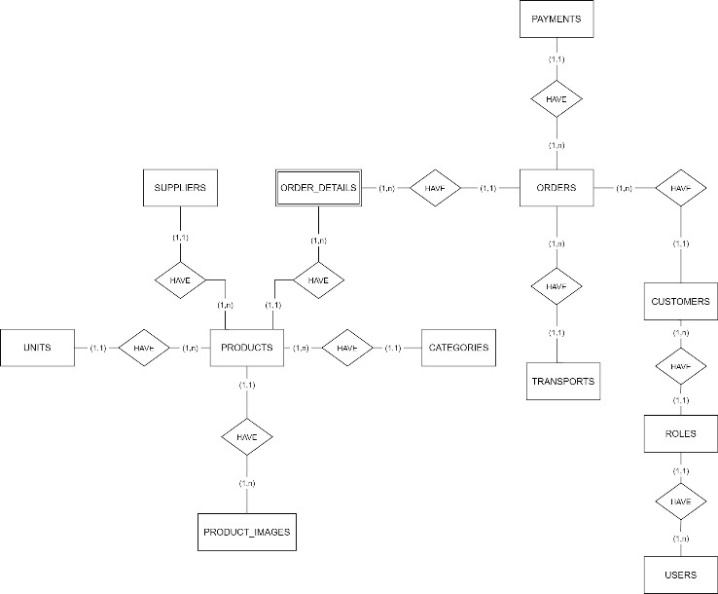 PAYMENTS
(1,1)
HAVE
(1,n)
SUPPLIERS
ORDER_DETAILS
(1,n)
HAVE
(1,1)
ORDERS
(1,n)
HAVE
(1,1)
(1,n)
(1,n)
(1,1)
HAVE
HAVE
HAVE
(1,n)
(1,1)
CUSTOMERS
(1,1)
(1,n)
UNITS
(1,1)
HAVE
(1,n)
PRODUCTS
(1,n)
HAVE
(1,1)
CATEGORIES
HAVE
TRANSPORTS
(1,1)
(1,1)
ROLES
HAVE
(1,1)
(1,n)
HAVE
PRODUCT_IMAGES
(1,n)
USERS